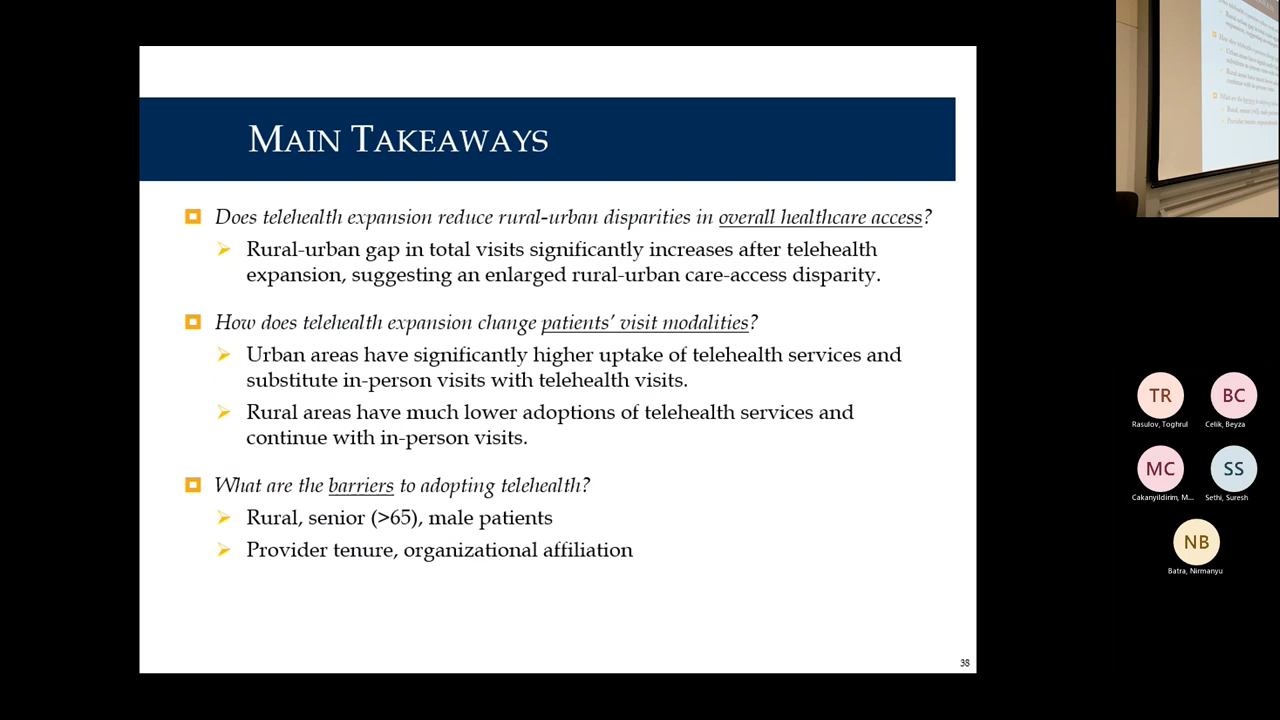 MAIN TAKEAWAYS
Does telehealth expansion reduce rural-urban disparities in overall healthcare access?
Rural-urban gap in total visits significantly increases after telehealth
expansion, suggesting an enlarged rural-urban care-access disparity.
How does telehealth expansion change patients’ visit modalities?
Urban areas have significantly higher uptake of telehealth services and
substitute in-person visits with telehealth visits.
Rural areas have much lower adoptions of telehealth services and
continue with in-person visits.
What are the barriers to adopting telehealth?
Rural, senior (>65), male patients
Provider tenure, organizational affiliation
38
TR
Rasulov, Toghrul
BC
Celik, Beyza
MC
Cakanyildirim, M...
SS
Sethi, Suresh
NB
Batra, Nirmanyu